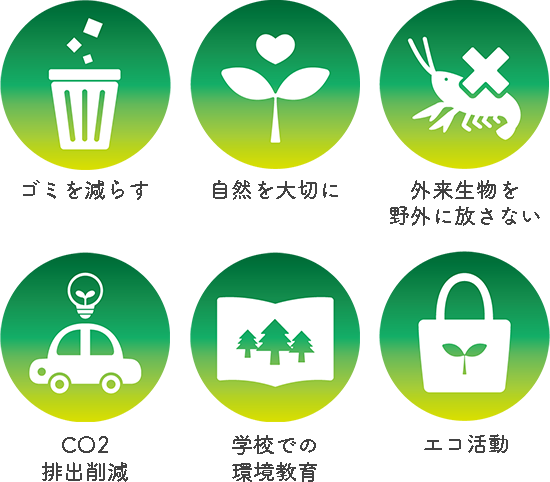 ゴミを減らす
自然を大切に
外来生物を
野外に放さない
CO2
排出削減
学校での
環境教育
エコ活動